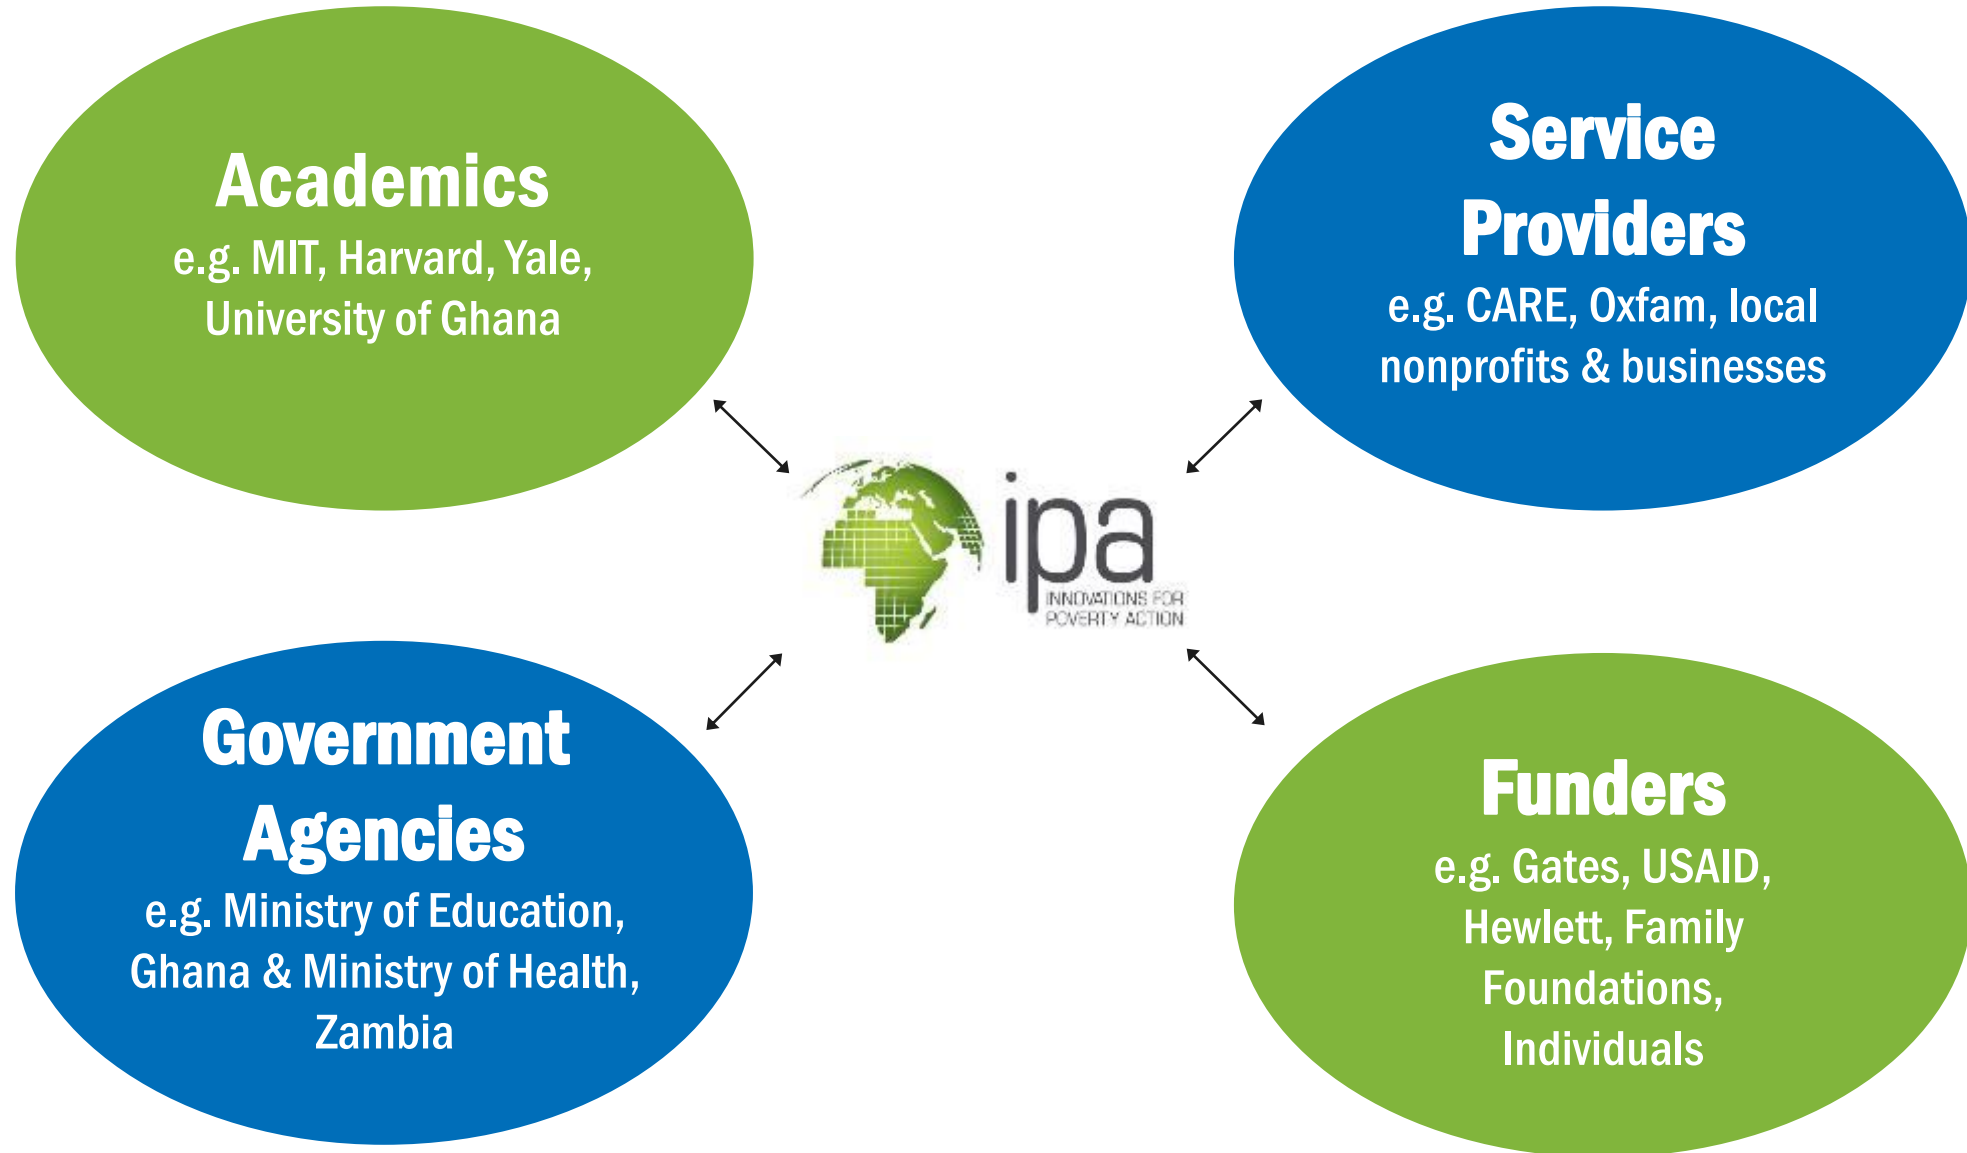 Academics
e.g. MIT, Harvard, Yale,
University of Ghana
Service
Providers
e.g. CARE, Oxfam, local
nonprofits & businesses
ipa
INNOVATIONS FOR
POVERTY ACTION
Government
Agencies
e.g. Ministry of Education,
Ghana & Ministry of Health,
Zambia
Funders
e.g. Gates, USAID,
Hewlett, Family
Foundations,
Individuals